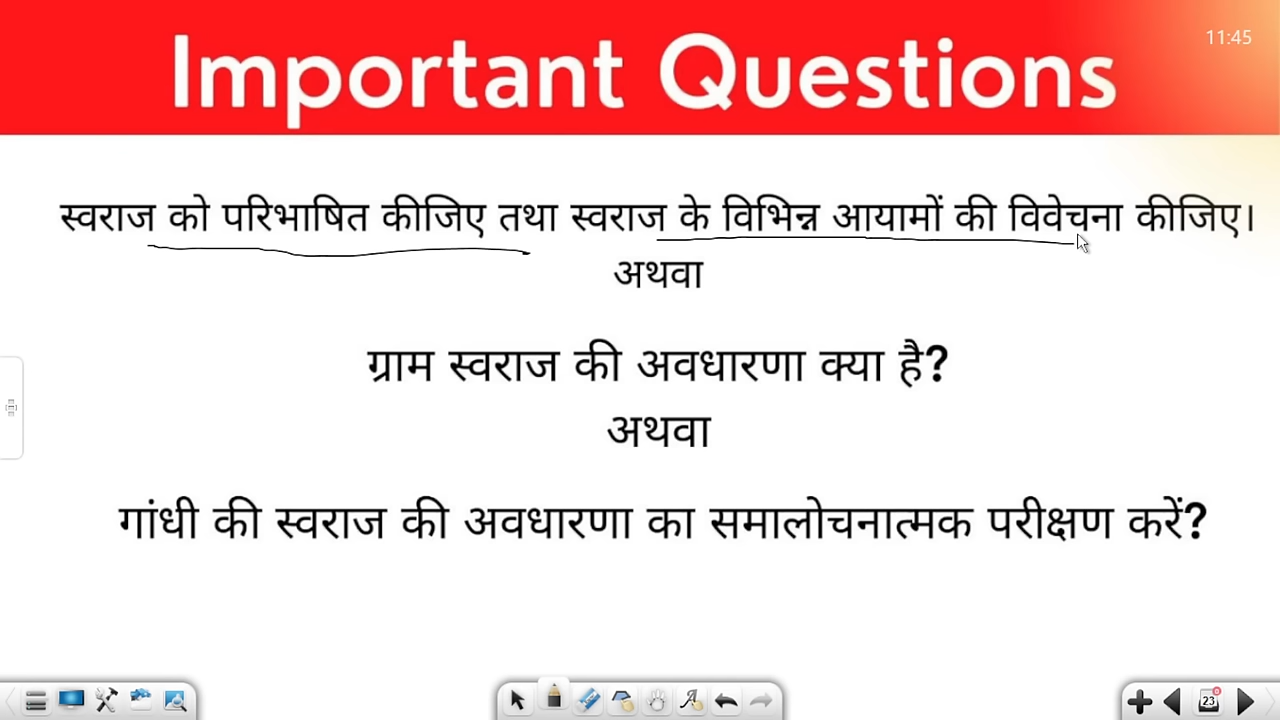 Important Questions
11:45
स्वराज को परिभाषित कीजिए तथा स्वराज के विभिन्न आयामों की विवेचना कीजिए।
अथवा
ग्राम स्वराज की अवधारणा क्या है?
अथवा
गांधी की स्वराज की अवधारणा का समालोचनात्मक परीक्षण करें?
23